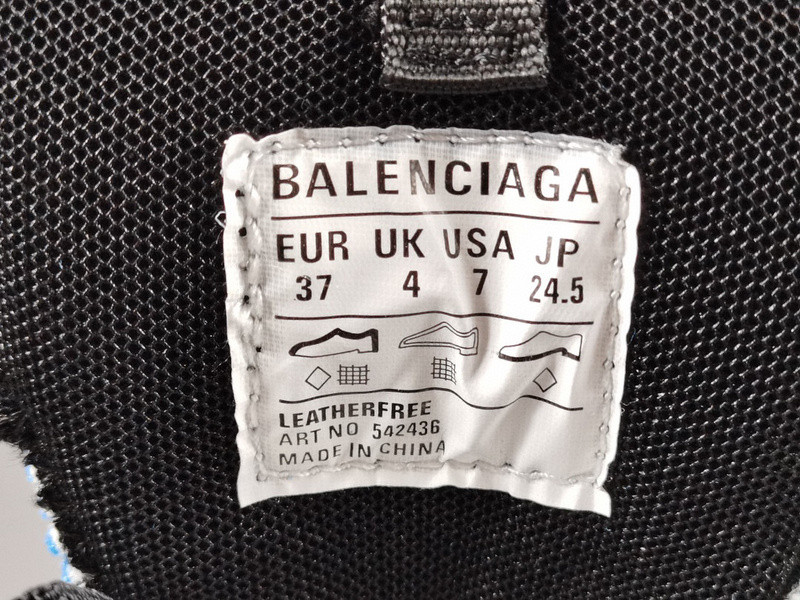 BALENCIAGA
EUR UK USA JP
37 4 7 24.5
LEATHERFREE
ART NO 542436
MADE IN CHINA